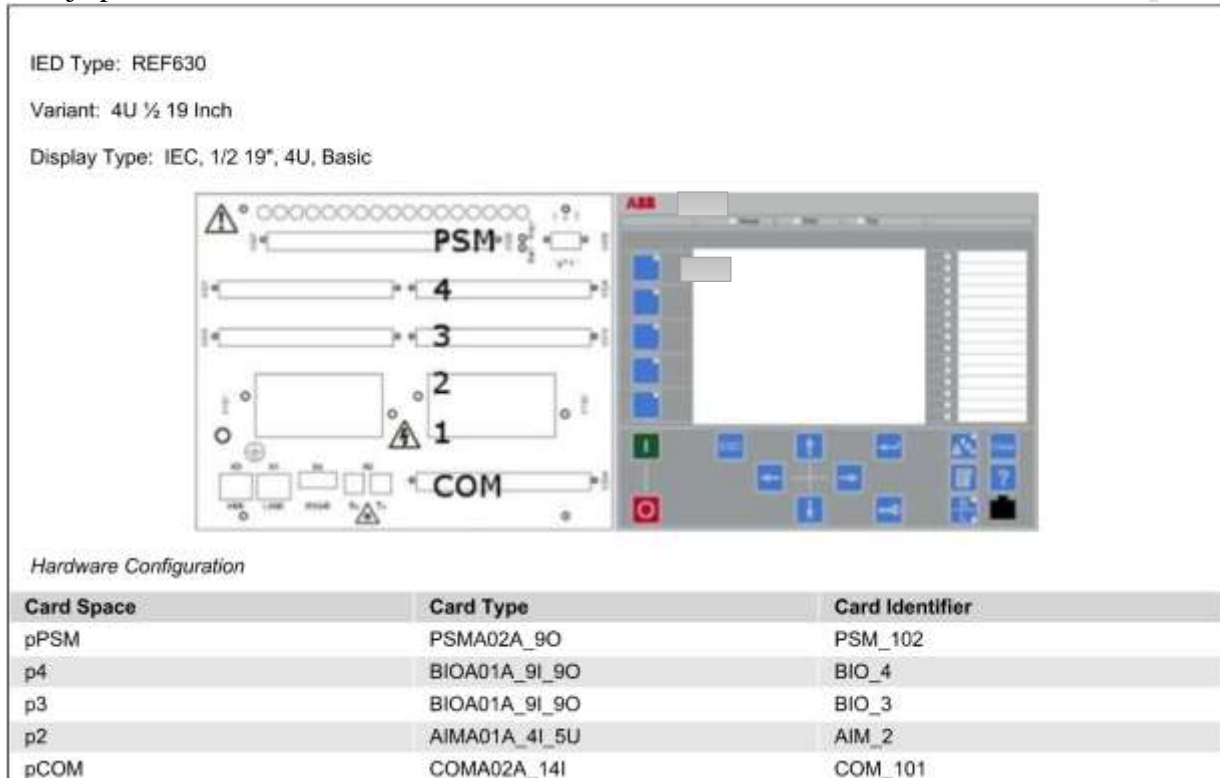 IED Type: REF630
Variant: 4U ½ 19 Inch
Display Type: IEC, 1/2 19", 4U, Basic
ABB
PSM
4
3
2
1
COM
I
O
?
Hardware Configuration
Card Space Card Type Card Identifier
pPSM PSMA02A_9O PSM_102
p4 BIOA01A_9I_9O BIO_4
p3 BIOA01A_9I_9O BIO_3
p2 AIMA01A_4I_5U AIM_2
pCOM COMA02A_14I COM_101